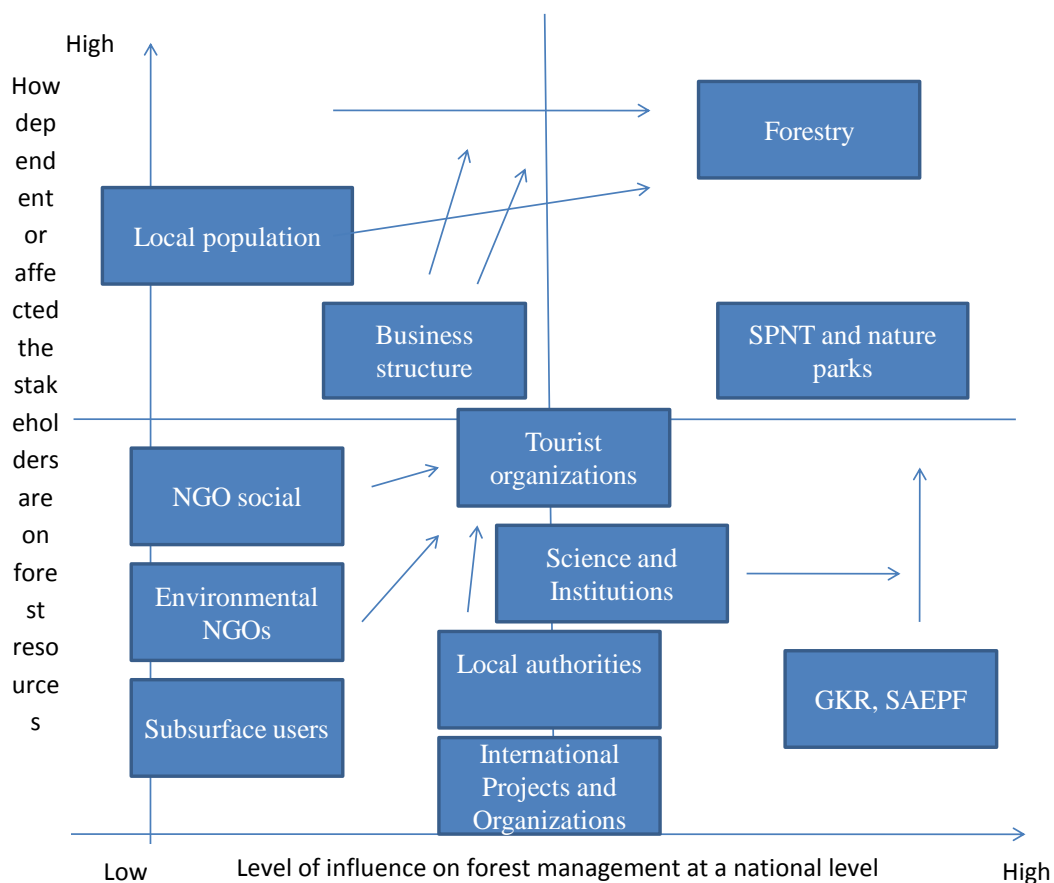 High
How
dep
end
ent
or
affe
cted
the
stak
ehol
ders
are
on
fore
st
reso
urce
s
Forestry
Local population
Business
structure
SPNT and nature
parks
Tourist
organizations
NGO social
Science and
Institutions
Environmental
NGOs
Local authorities
GKR, SAEPF
Subsurface users
International
Projects and
Organizations
Low
Level of influence on forest management at a national level
High